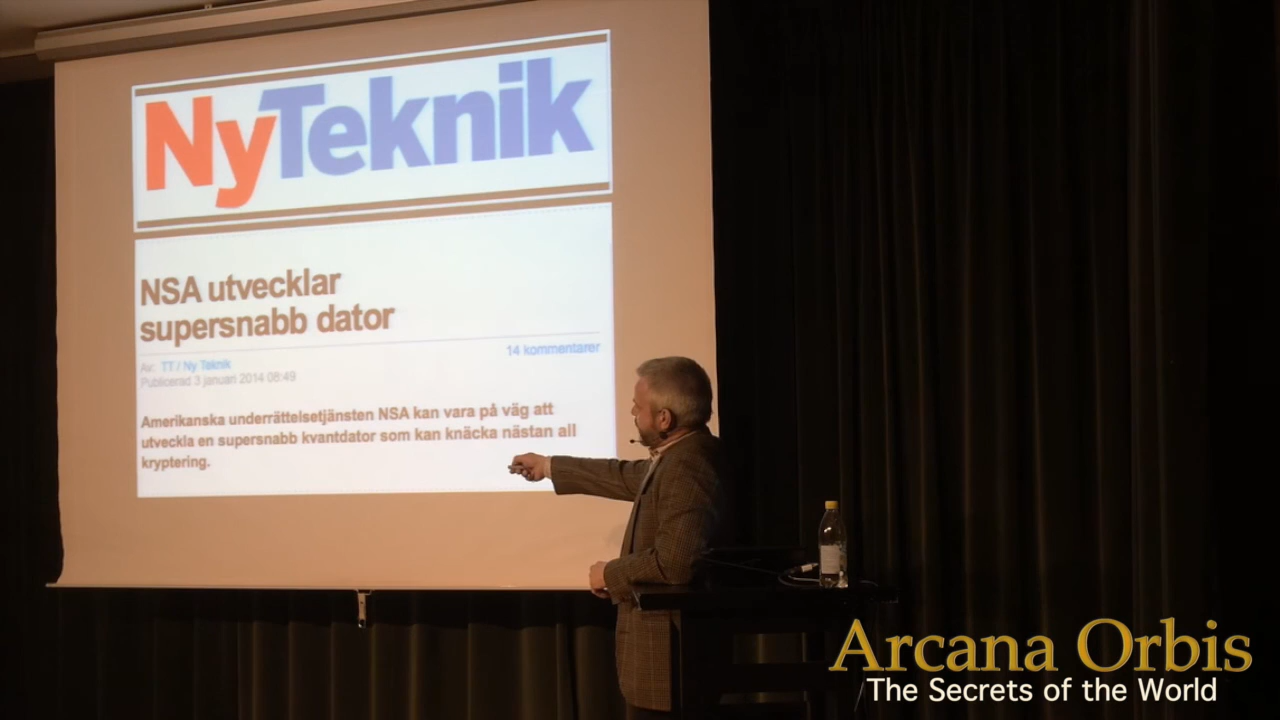 NyTeknik
NSA utvecklar
supersnabb dator
14 kommentarer
Av: TT / Ny Teknik
Publicerad 3 januari 2014 08:49
Amerikanska underrättelsetjänsten NSA kan vara på väg att
utveckla en supersnabb kvantdator som kan knäcka nästan all
kryptering.
Arcana Orbis
The Secrets of the World